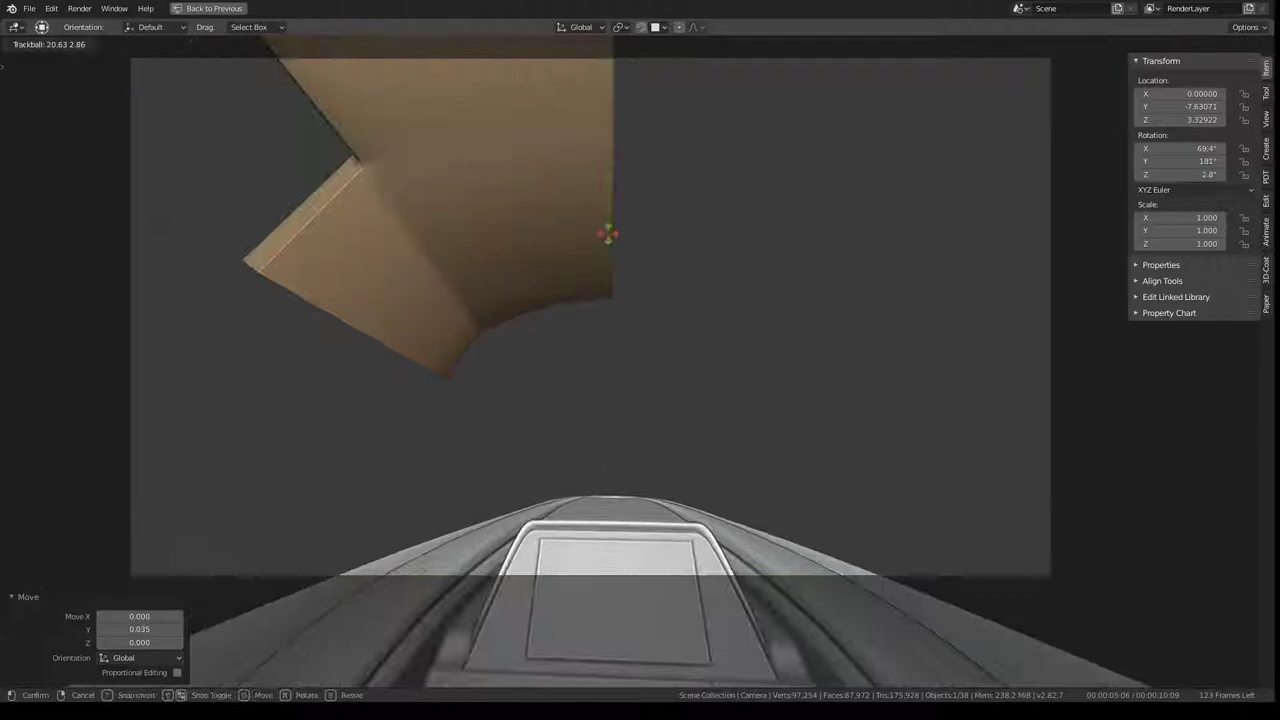 File Edit Render Window Help Back to Previous Scene RenderLayer
Orientation: Default Drag: Select Box Global Options
Trackball: 20.63 2.86
Transform
Location:
X 0.00000
Y -7.63071
Z 3.32922
Rotation:
X 69.4°
Y 181°
Z 2.8°
XYZ Euler
Scale:
X 1.000
Y 1.000
Z 1.000
Properties
Align Tools
Edit Linked Library
Property Chart
Item
Tool
View
Create
PDT
Edit
Animate
3D-Coat
Paper
Move
Move X 0.000
Y 0.035
Z 0.000
Orientation Global
Proportional Editing
Confirm Cancel Snap Invert Snap Toggle G Move R Rotate S Resize Scene Collection | Camera | Verts:97,254 | Faces:87,972 | Tris:175,928 | Objects:1/38 | Mem: 238.2 MiB | v2.82.7 00:00:05:06 / 00:00:10:09 123 Frames Left